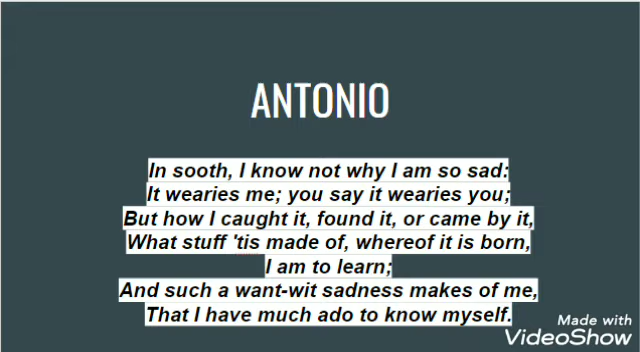 ANTONIO
In sooth, I know not why I am so sad:
It wearies me; you say it wearies you;
But how I caught it, found it, or came by it,
What stuff 'tis made of, whereof it is born,
I am to learn;
And such a want-wit sadness makes of me,
That I have much ado to know myself.
Made with
VideoShow